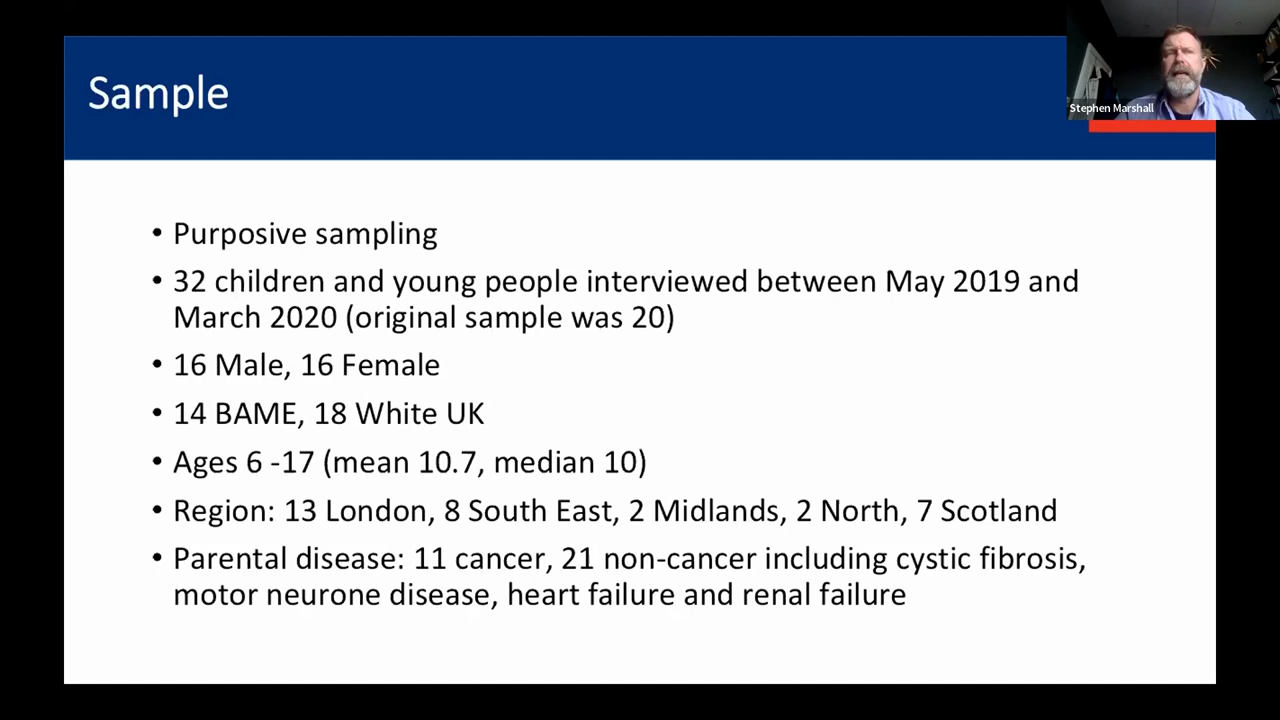 Sample
Stephen Marshall
• Purposive sampling
• 32 children and young people interviewed between May 2019 and
March 2020 (original sample was 20)
• 16 Male, 16 Female
• 14 BAME, 18 White UK
• Ages 6 -17 (mean 10.7, median 10)
• Region: 13 London, 8 South East, 2 Midlands, 2 North, 7 Scotland
• Parental disease: 11 cancer, 21 non-cancer including cystic fibrosis,
motor neurone disease, heart failure and renal failure